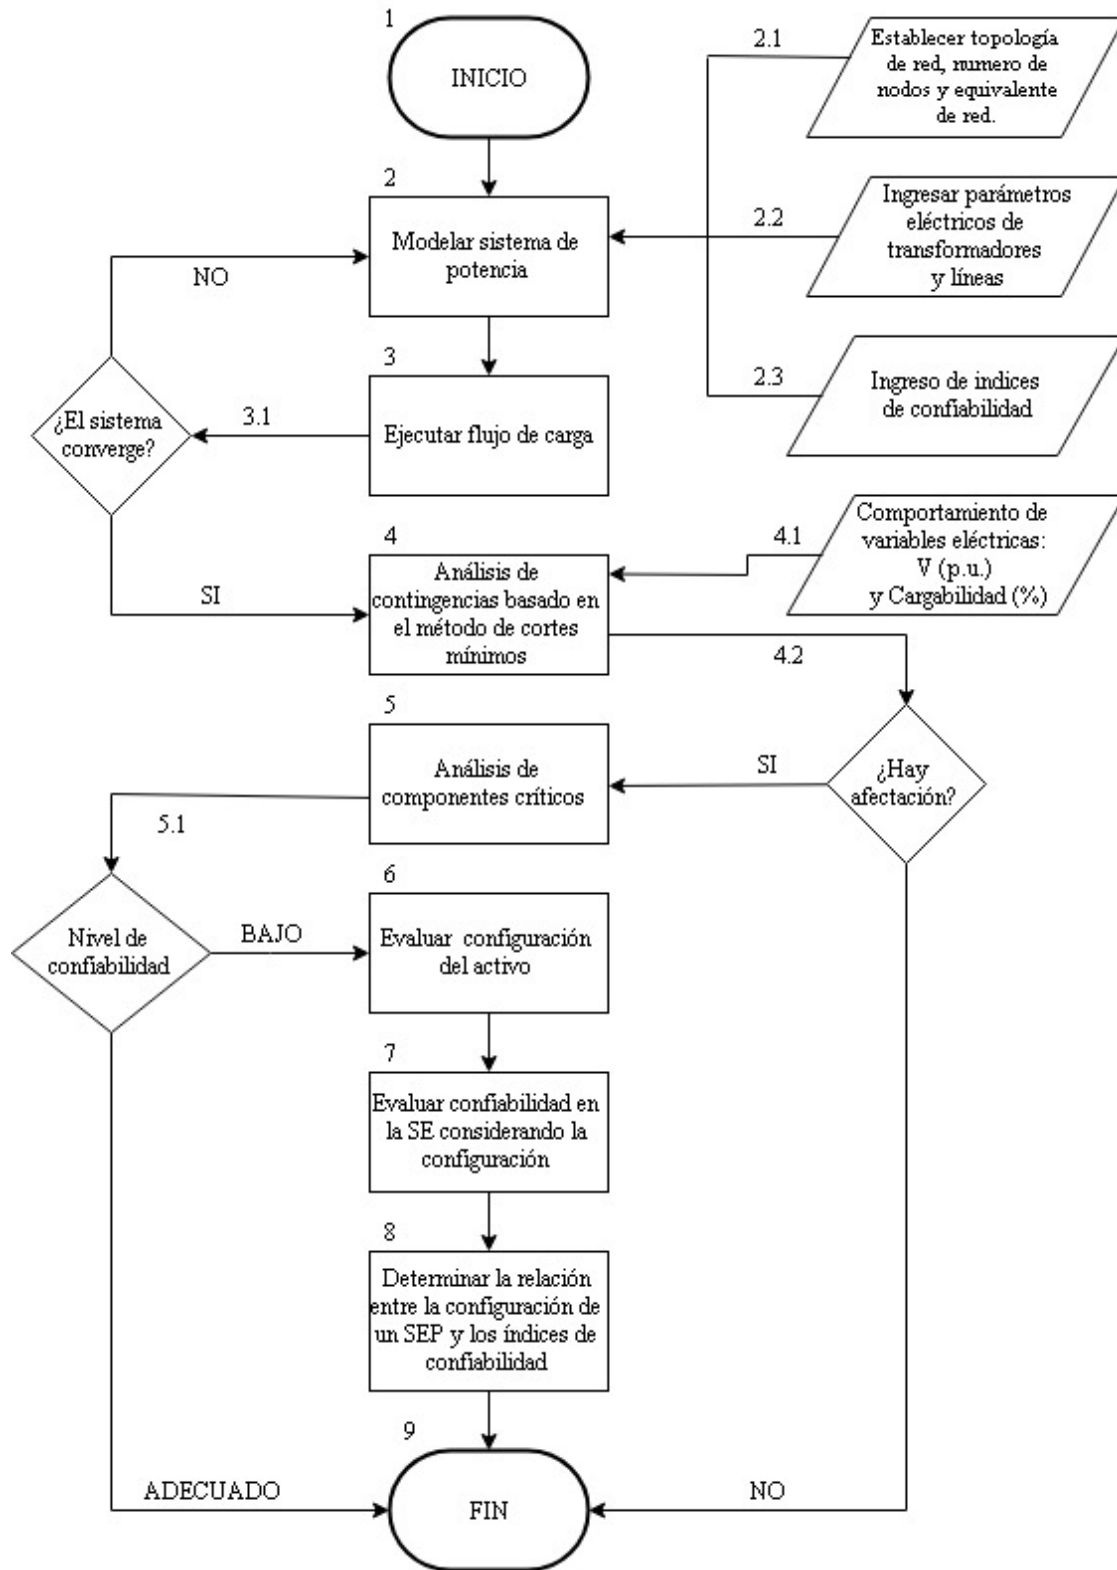 1
INICIO
2.1
Establecer topología
de red, numero de
nodos y equivalente
de red.
2
Modelar sistema de
potencia
2.2
Ingresar parámetros
eléctricos de
transformadores
y líneas
NO
3
Ejecutar flujo de carga
2.3
Ingreso de indices
de confiabilidad
3.1
¿El sistema
converge?
SI
4
Análisis de
contingencias basado en
el método de cortes
mínimos
4.1
Comportamiento de
variables eléctricas:
V (p.u.)
y Cargabilidad (%)
4.2
5
Análisis de
componentes críticos
SI
¿Hay
afectación?
5.1
Nivel de
confiabilidad
BAJO
6
Evaluar configuración
del activo
7
Evaluar confiabilidad en
la SE considerando la
configuración
8
Determinar la relación
entre la configuración de
un SEP y los índices de
confiabilidad
9
ADECUADO
FIN
NO